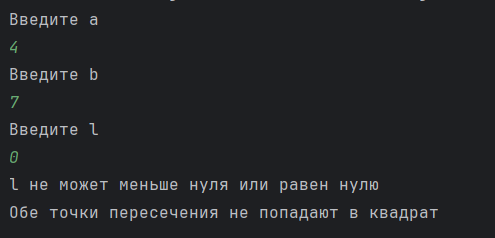 Введите a
4
Введите b
7
Введите l
0
l не может меньше нуля или равен нулю
Обе точки пересечения не попадают в квадрат